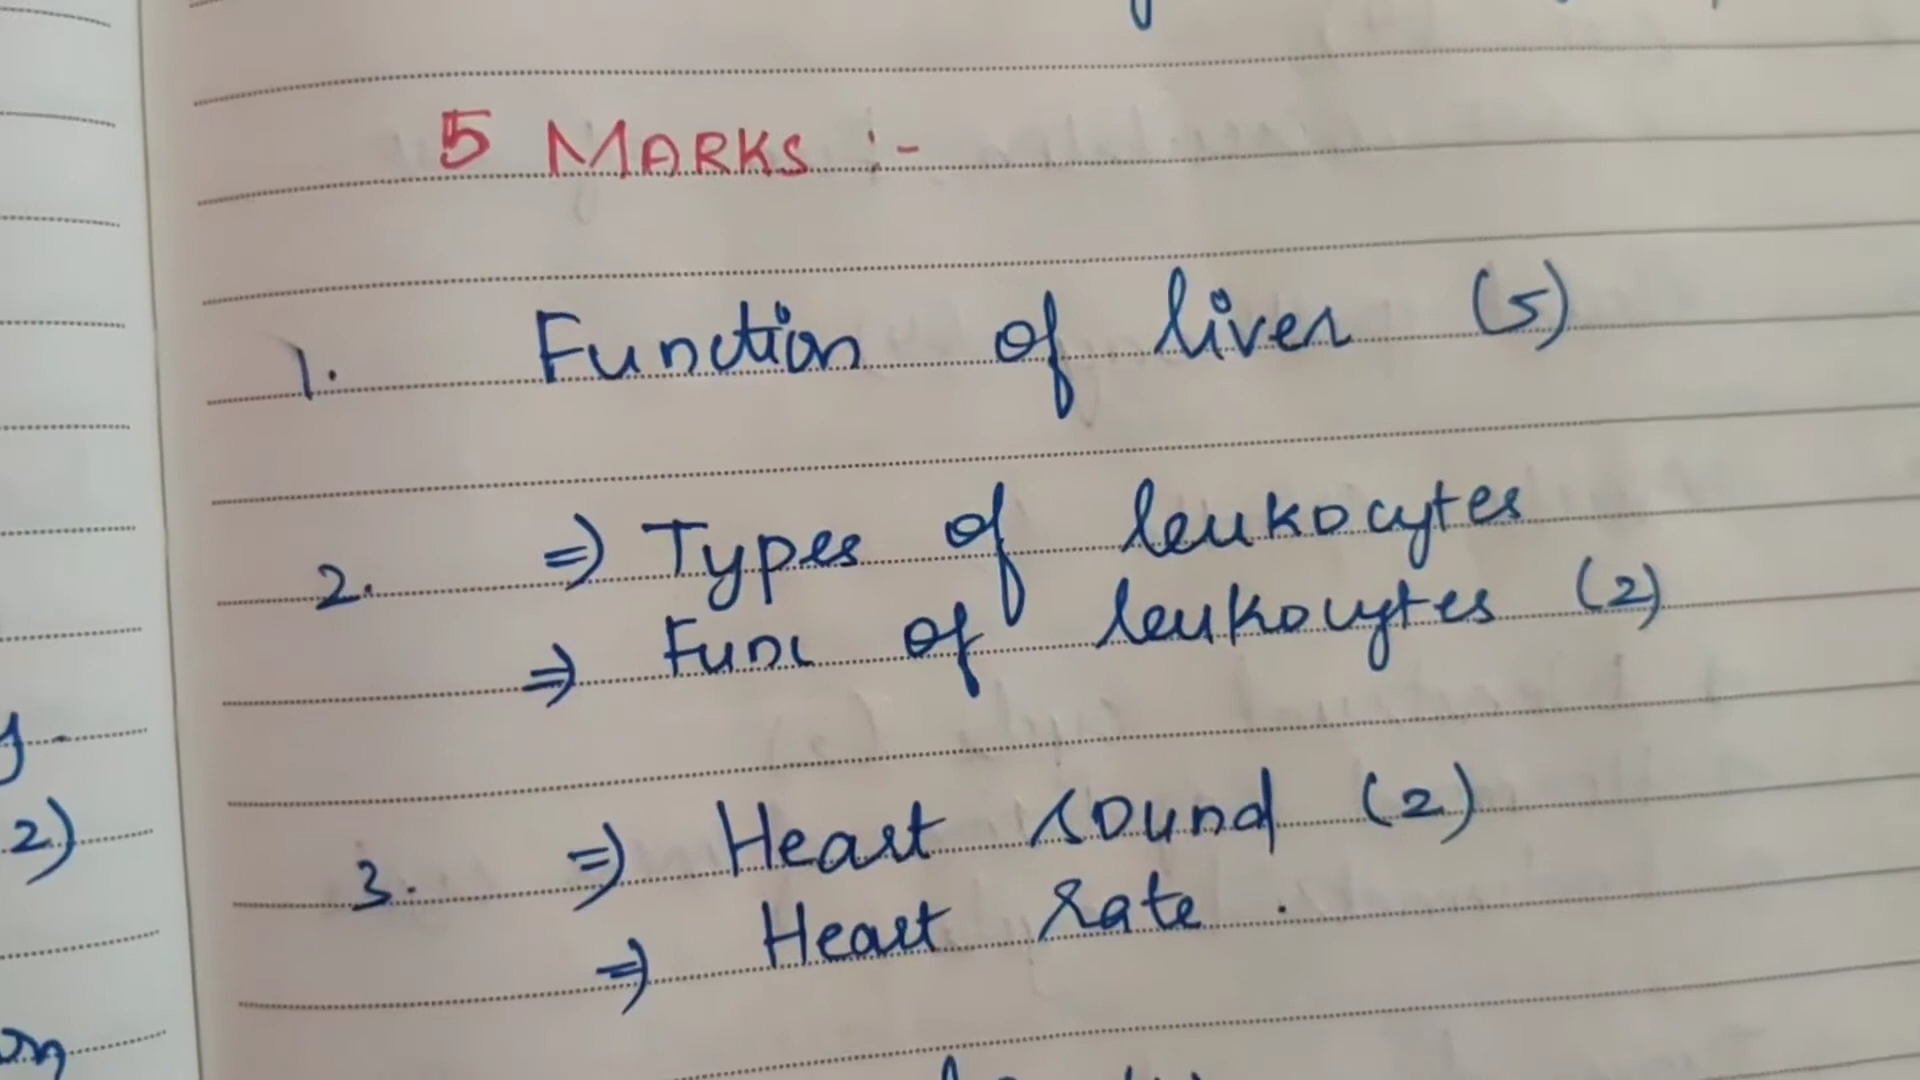 5 MARKS :-
1. Function of liver (5)
2. => Types of leukocytes
=> Func of leukocytes (2)
3. => Heart sound (2)
=> Heart rate .
2)